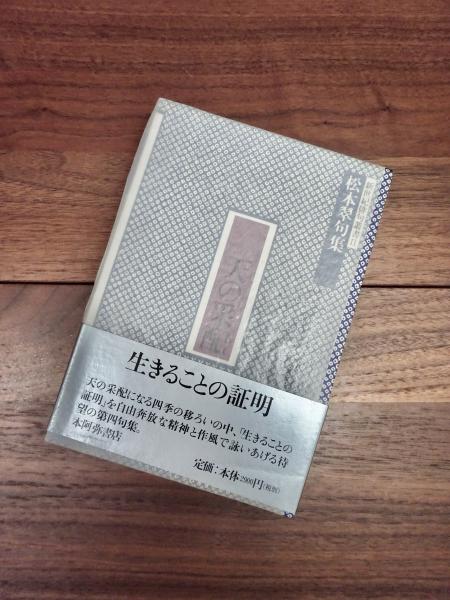 松本翠句集
天の采配
生きることの証明
天の采配になる四季の移ろいの中、「生きることの
証明」を自由奔放な精神と作風で詠いあげる待
望の第四句集。
本阿弥書店
定価:本体2900円(税別)